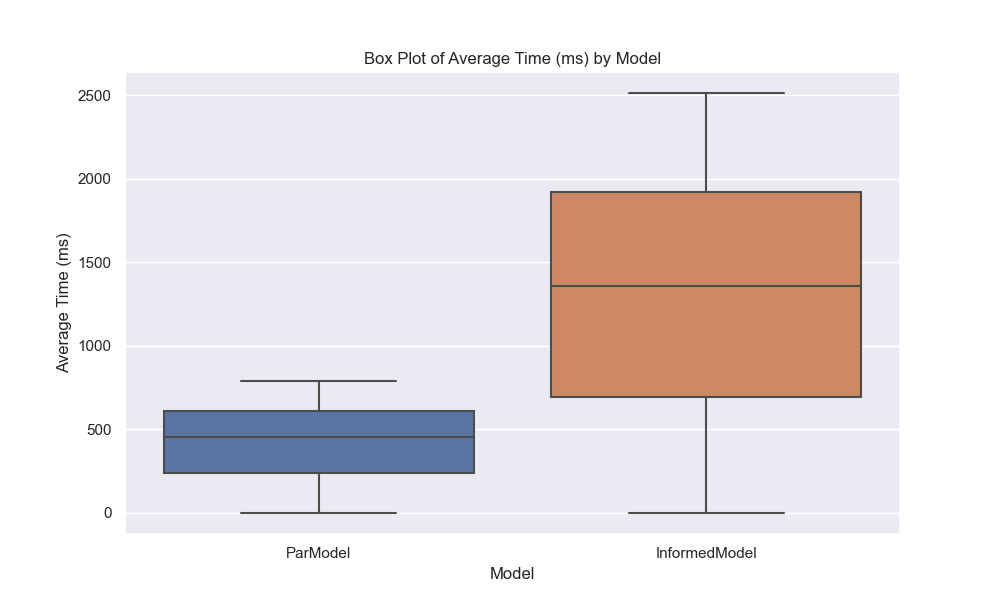 Box Plot of Average Time (ms) by Model
2500
2000
1500
1000
500
0
Average Time (ms)
ParModel
InformedModel
Model